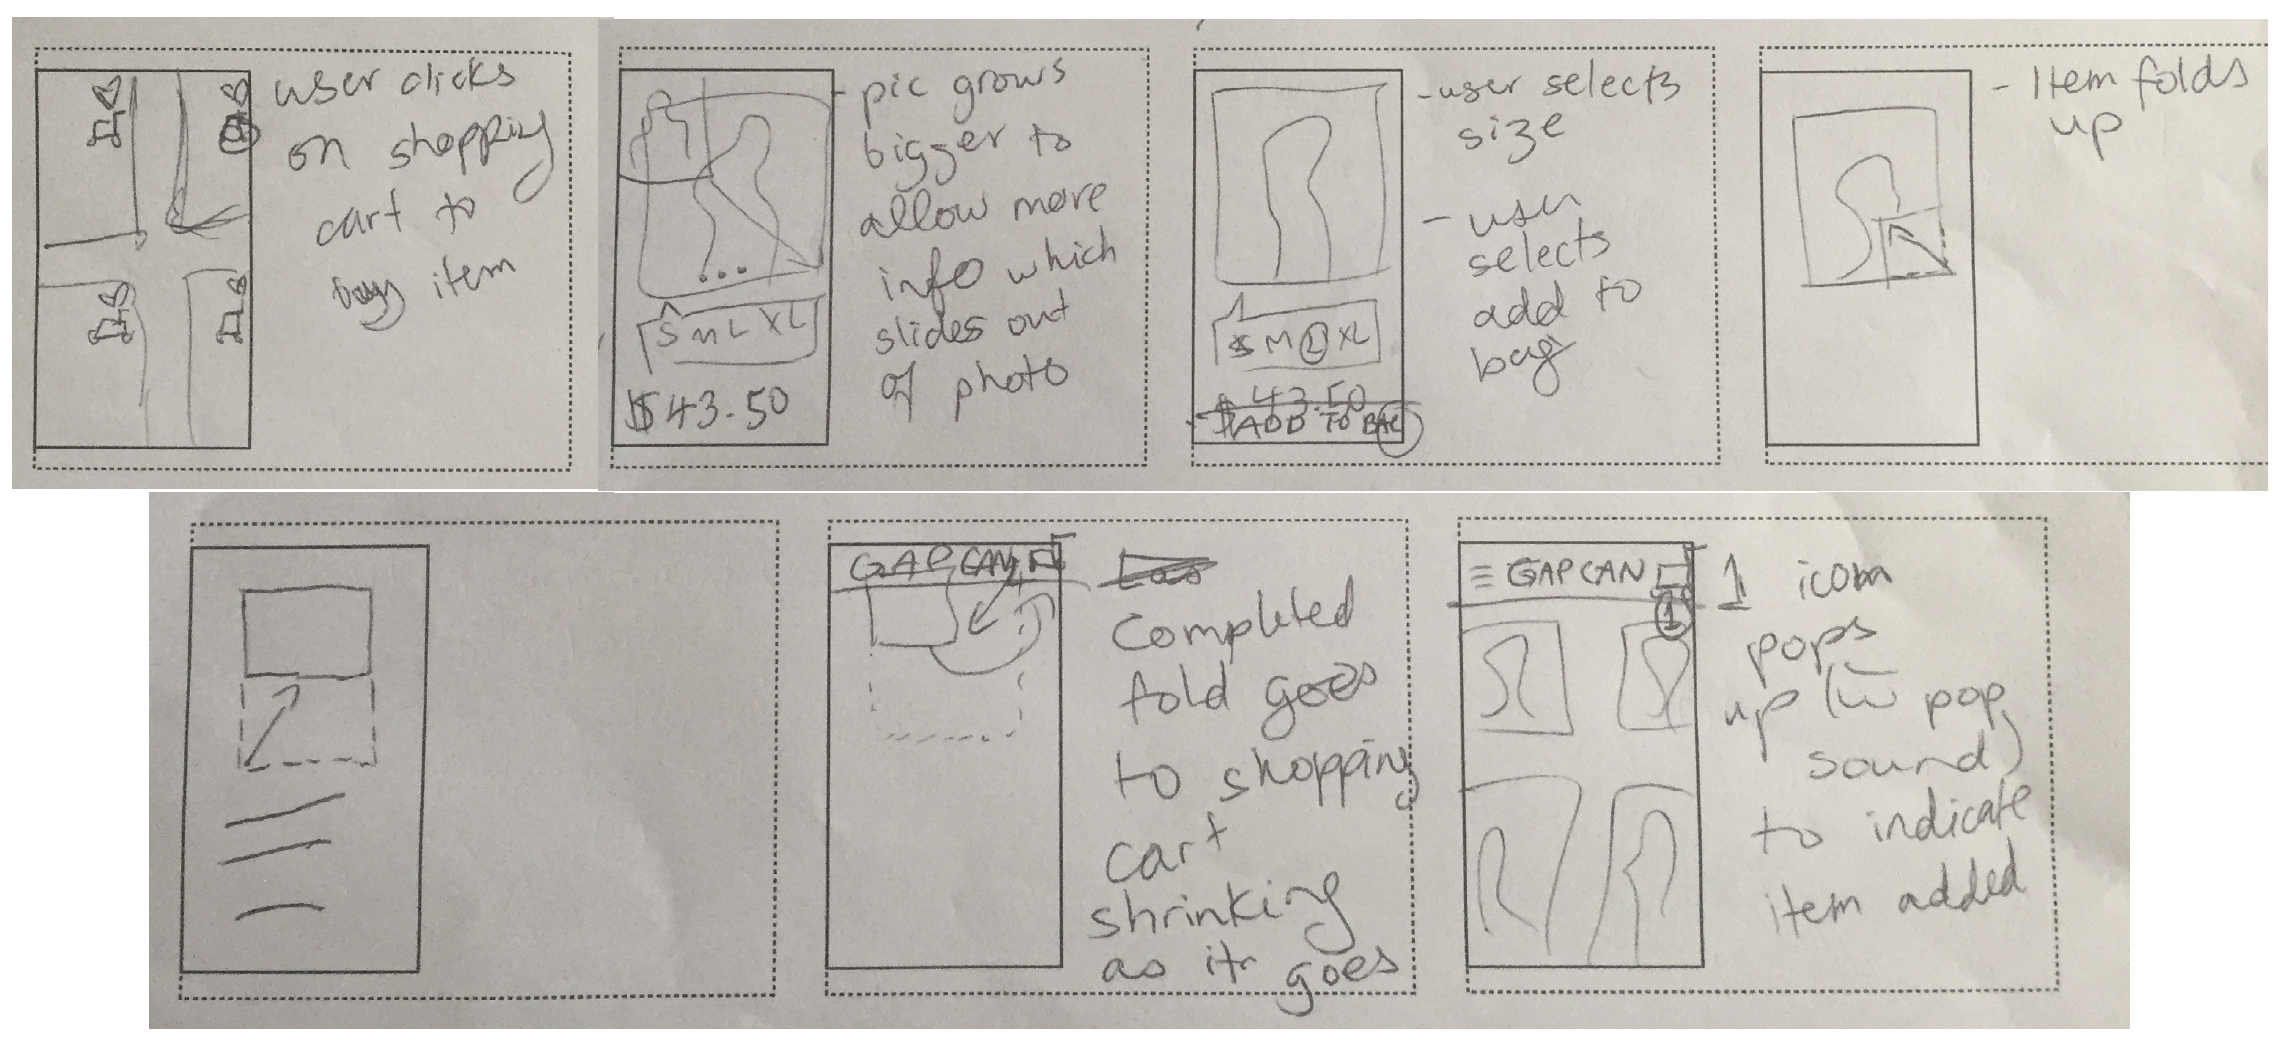 user clicks
on shopping
cart to
buy item
S M L XL
$43.50
- pic grows
bigger to
allow more
info which
slides out
of photo
S M L XL
$43.50
ADD TO BAG
- user selects
size
- user
selects
add to
bag
- Item folds
up
GAP CAN
Completed
fold goes
to shopping
cart
shrinking
as it goes
GAP CAN
1
1 icon
pops
up (w pop
sound)
to indicate
item added